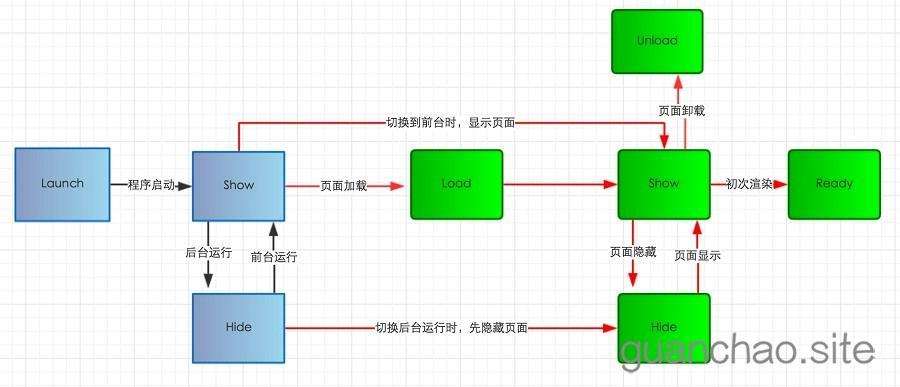 Unload
页面卸载
切换到前台时，显示页面
Launch
程序启动
Show
页面加载
Load
Show
初次渲染
Ready
后台运行
前台运行
页面隐藏
页面显示
Hide
切换后台运行时，先隐藏页面
Hide
guanchao.site